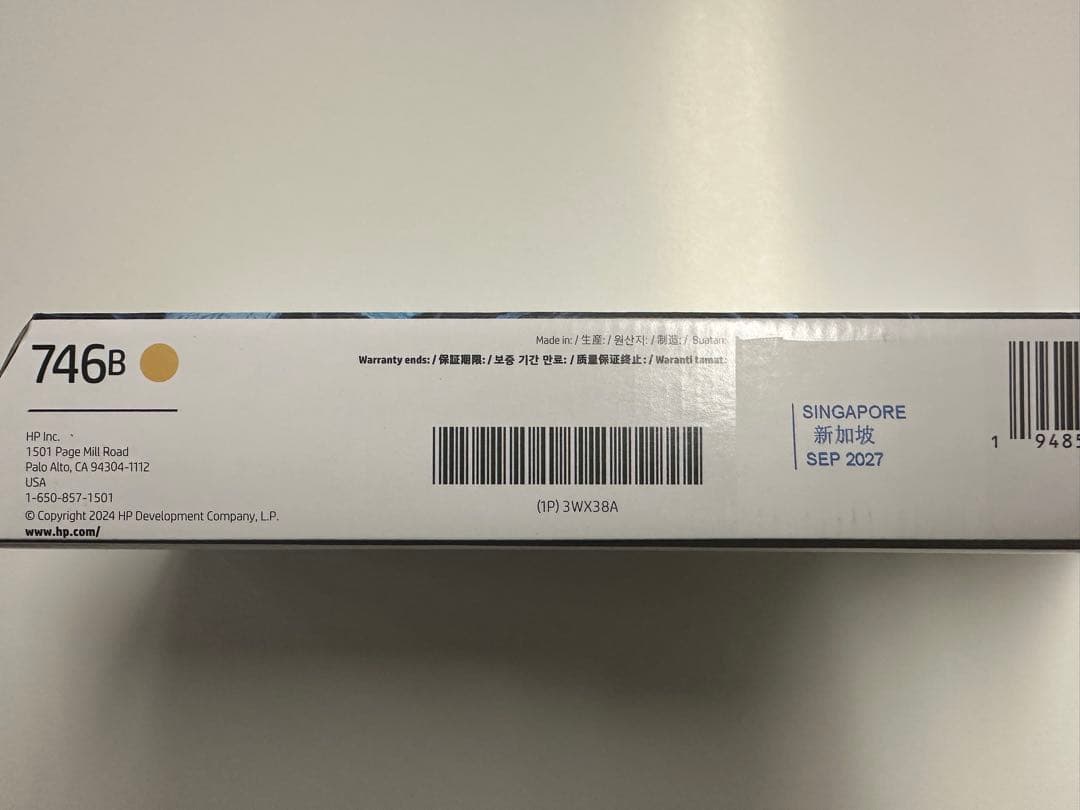 746B
HP Inc.
1501 Page Mill Road
Palo Alto, CA 94304-1112
USA
1-650-857-1501
© Copyright 2024 HP Development Company, L.P.
www.hp.com/
Made in: / 生産: / 원산지: / 制造: / Buatan:
Warranty ends: / 保証期限: / 보증 기간 만료: / 质量保证终止: / Waranti tamat:
(1P) 3WX38A
SINGAPORE
新加坡
SEP 2027
1 9485